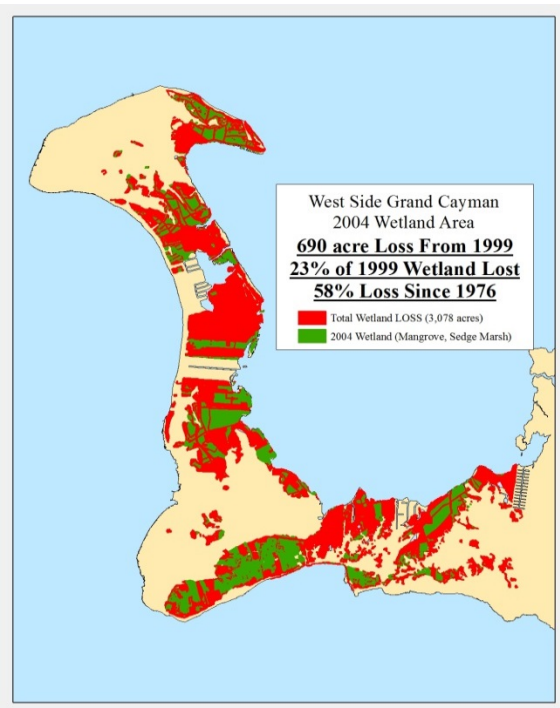 West Side Grand Cayman
2004 Wetland Area
690 acre Loss From 1999
23% of 1999 Wetland Lost
58% Loss Since 1976
Total Wetland LOSS (3,078 acres)
2004 Wetland (Mangrove, Sedge Marsh)